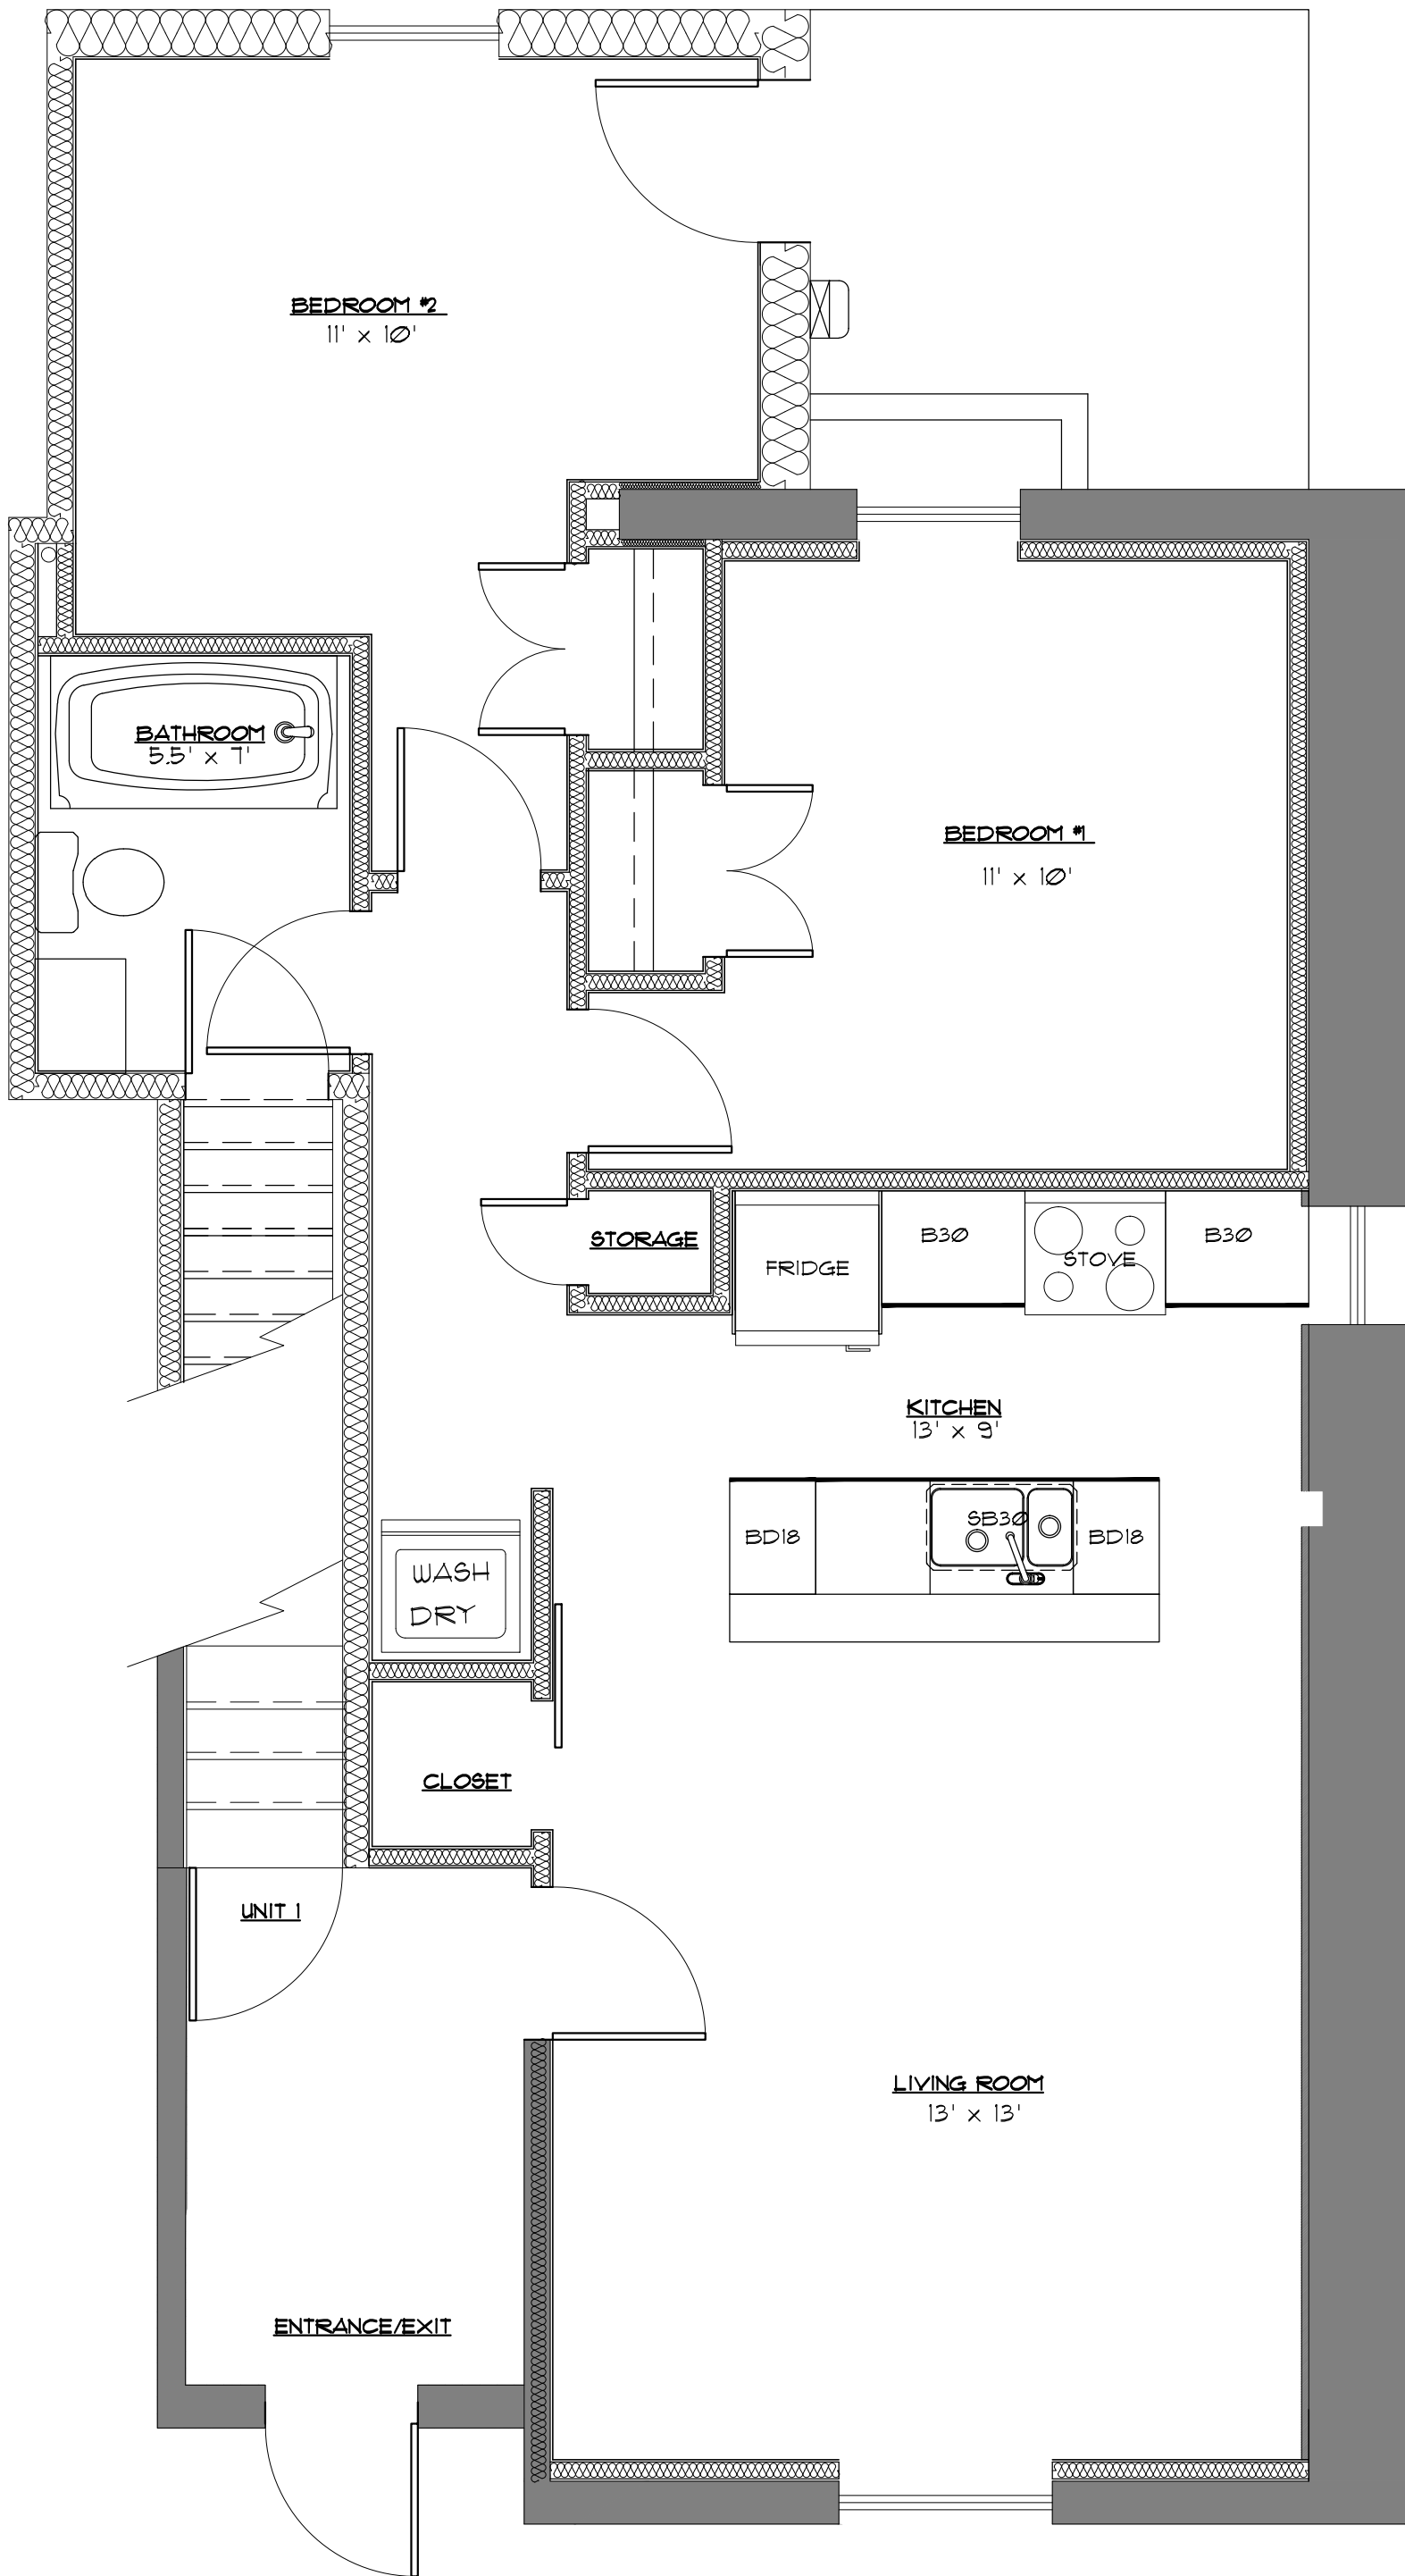 BEDROOM #2
11' x 10'
BATHROOM
5.5' x 7'
BEDROOM #1
11' x 10'
STORAGE
FRIDGE
B30
STOVE
B30
KITCHEN
13' x 9'
BD18
SB30
BD18
WASH
DRY
CLOSET
UNIT 1
LIVING ROOM
13' x 13'
ENTRANCE/EXIT